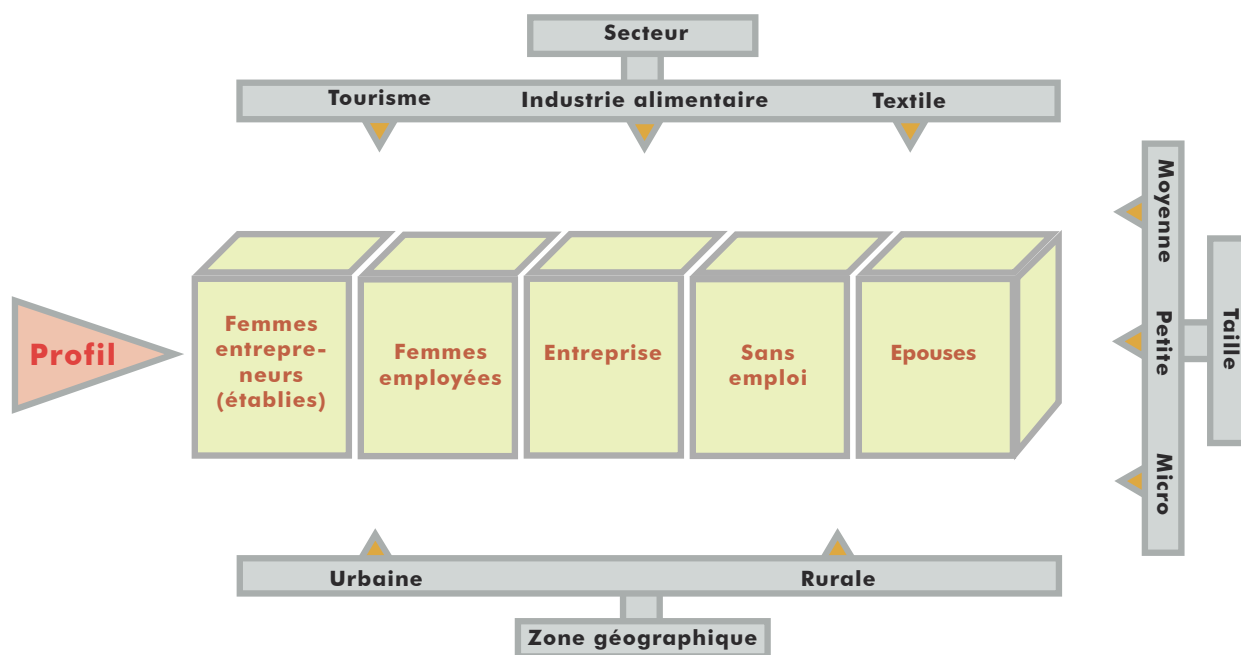 Secteur
Tourisme Industrie alimentaire Textile
Profil
Femmes
entrepre-
neurs
(établies)
Femmes
employées
Entreprise
Sans
emploi
Epouses
Moyenne
Petite
Micro
Taille
Urbaine Rurale
Zone géographique